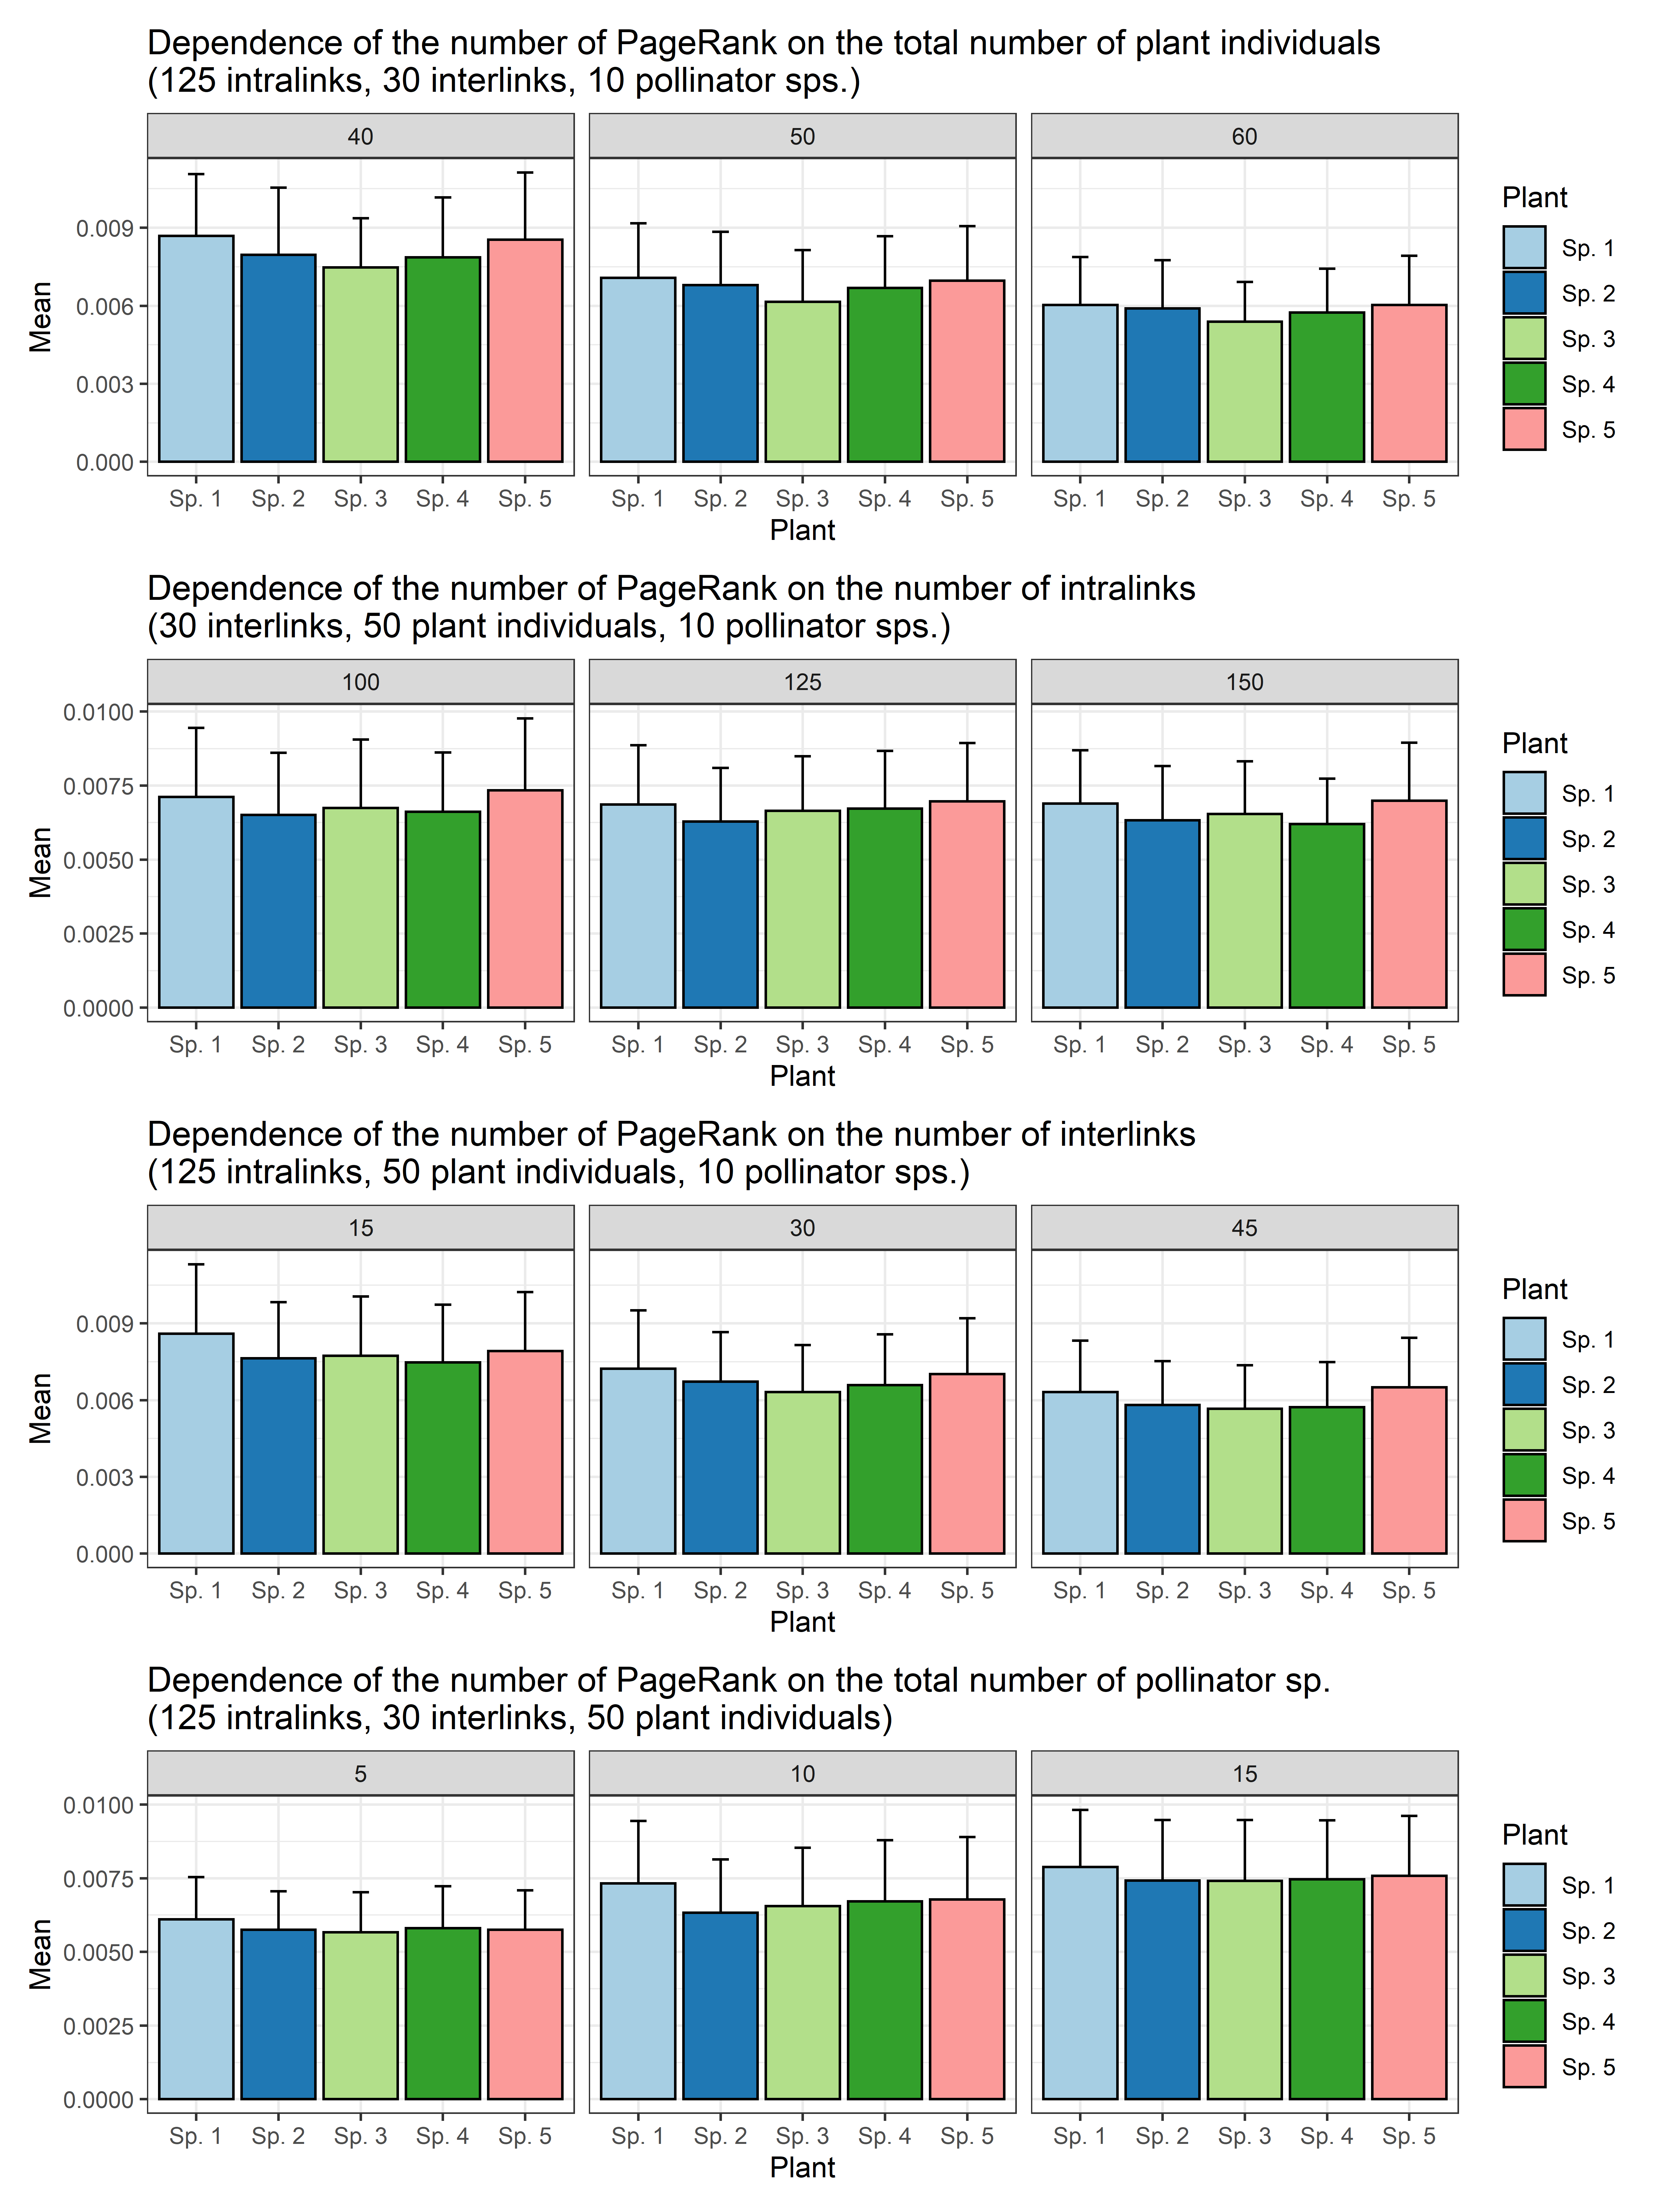 Dependence of the number of PageRank on the total number of plant individuals
(125 intralinks, 30 interlinks, 10 pollinator sps.)
40 50 60
0.009
0.006
0.003
0.000
Mean
Sp. 1 Sp. 2 Sp. 3 Sp. 4 Sp. 5 Sp. 1 Sp. 2 Sp. 3 Sp. 4 Sp. 5 Sp. 1 Sp. 2 Sp. 3 Sp. 4 Sp. 5
Plant
Plant
Sp. 1
Sp. 2
Sp. 3
Sp. 4
Sp. 5
Dependence of the number of PageRank on the number of intralinks
(30 interlinks, 50 plant individuals, 10 pollinator sps.)
100 125 150
0.0100
0.0075
0.0050
0.0025
0.0000
Mean
Sp. 1 Sp. 2 Sp. 3 Sp. 4 Sp. 5 Sp. 1 Sp. 2 Sp. 3 Sp. 4 Sp. 5 Sp. 1 Sp. 2 Sp. 3 Sp. 4 Sp. 5
Plant
Plant
Sp. 1
Sp. 2
Sp. 3
Sp. 4
Sp. 5
Dependence of the number of PageRank on the number of interlinks
(125 intralinks, 50 plant individuals, 10 pollinator sps.)
15 30 45
0.009
0.006
0.003
0.000
Mean
Sp. 1 Sp. 2 Sp. 3 Sp. 4 Sp. 5 Sp. 1 Sp. 2 Sp. 3 Sp. 4 Sp. 5 Sp. 1 Sp. 2 Sp. 3 Sp. 4 Sp. 5
Plant
Plant
Sp. 1
Sp. 2
Sp. 3
Sp. 4
Sp. 5
Dependence of the number of PageRank on the total number of pollinator sp.
(125 intralinks, 30 interlinks, 50 plant individuals)
5 10 15
0.0100
0.0075
0.0050
0.0025
0.0000
Mean
Sp. 1 Sp. 2 Sp. 3 Sp. 4 Sp. 5 Sp. 1 Sp. 2 Sp. 3 Sp. 4 Sp. 5 Sp. 1 Sp. 2 Sp. 3 Sp. 4 Sp. 5
Plant
Plant
Sp. 1
Sp. 2
Sp. 3
Sp. 4
Sp. 5